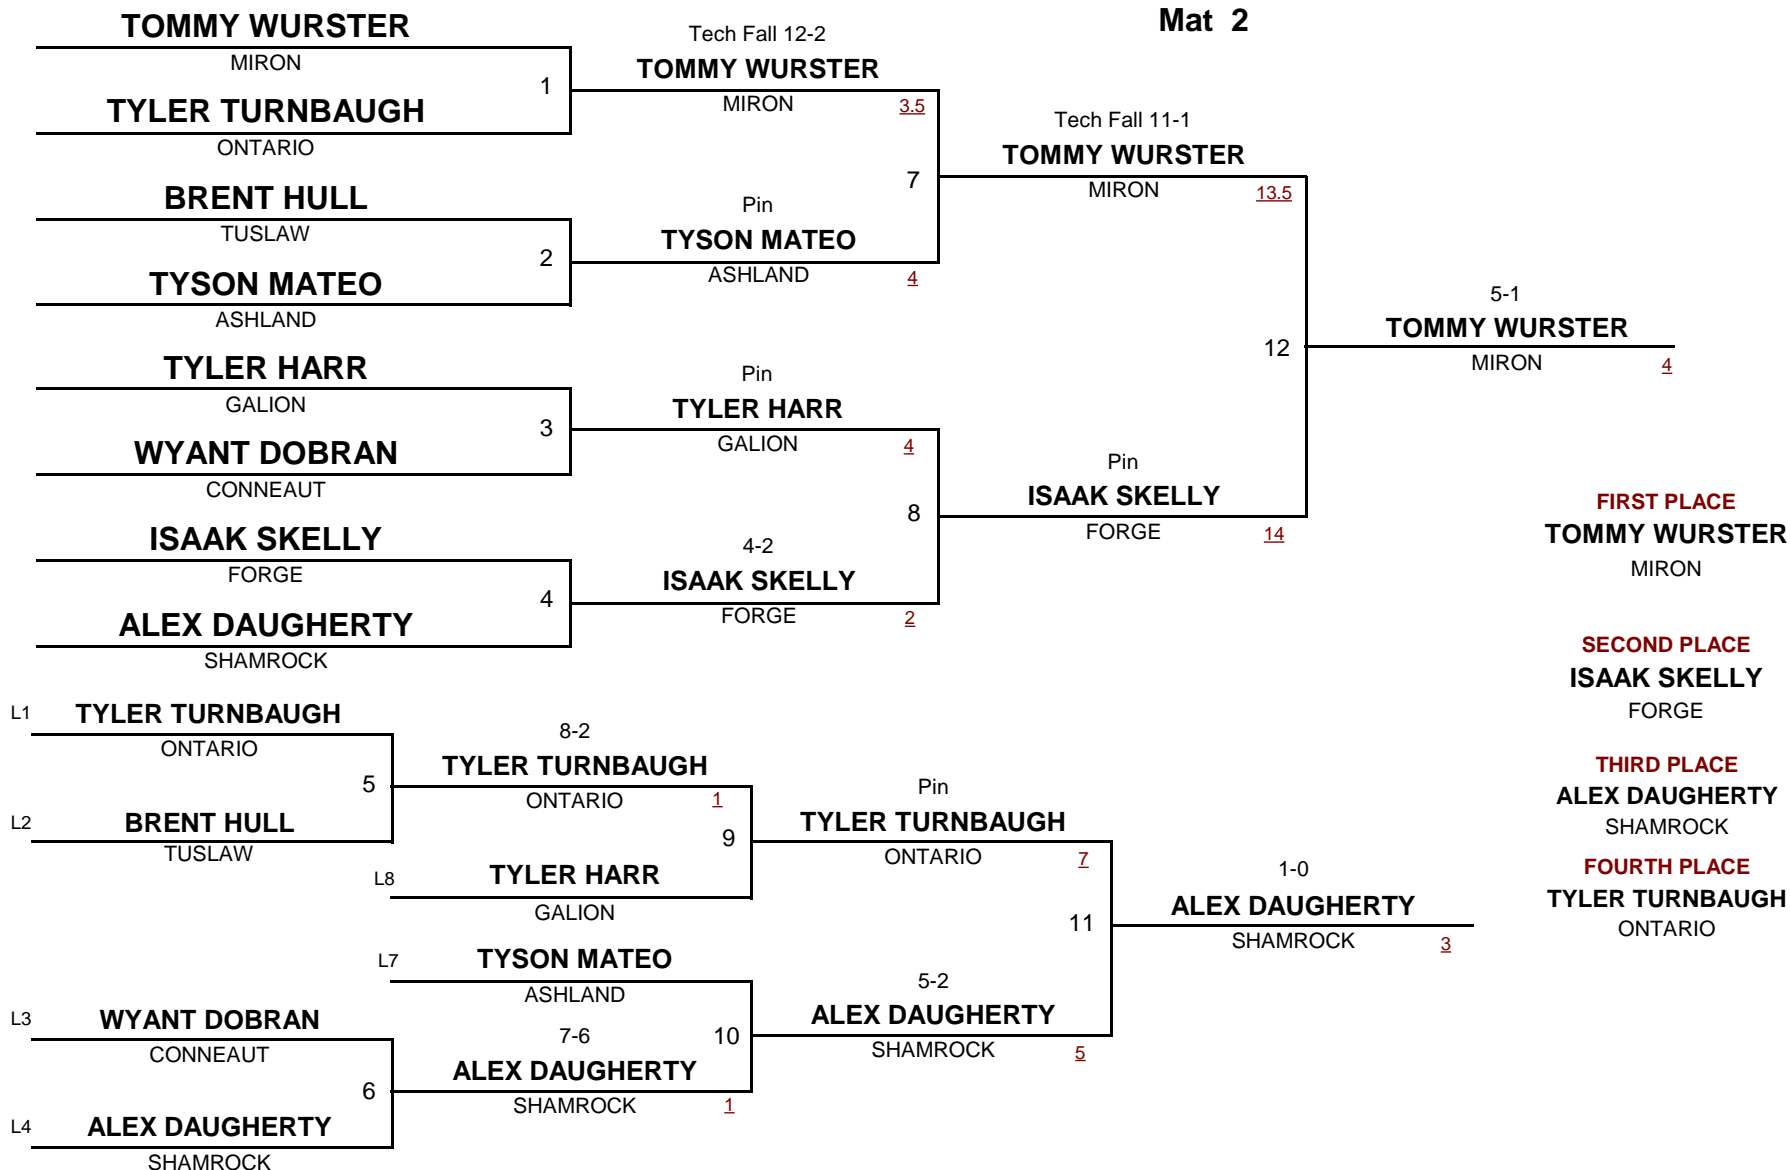 Mat 2
TOMMY WURSTER
MIRON
1
TYLER TURNBAUGH
ONTARIO
BRENT HULL
TUSLAW
2
TYSON MATEO
ASHLAND
TYLER HARR
GALION
3
WYANT DOBRAN
CONNEAUT
ISAAK SKELLY
FORGE
4
ALEX DAUGHERTY
SHAMROCK
Tech Fall 12-2
TOMMY WURSTER
MIRON 3.5
7
Pin
TYSON MATEO
ASHLAND 4
Pin
TYLER HARR
GALION 4
8
4-2
ISAAK SKELLY
FORGE 2
Tech Fall 11-1
TOMMY WURSTER
MIRON 13.5
12
Pin
ISAAK SKELLY
FORGE 14
5-1
TOMMY WURSTER
MIRON 4
FIRST PLACE
TOMMY WURSTER
MIRON
SECOND PLACE
ISAAK SKELLY
FORGE
THIRD PLACE
ALEX DAUGHERTY
SHAMROCK
FOURTH PLACE
TYLER TURNBAUGH
ONTARIO
L1 TYLER TURNBAUGH
ONTARIO
5
L2 BRENT HULL
TUSLAW
L3 WYANT DOBRAN
CONNEAUT
6
L4 ALEX DAUGHERTY
SHAMROCK
8-2
TYLER TURNBAUGH
ONTARIO 1
9
L8 TYLER HARR
GALION
L7 TYSON MATEO
ASHLAND
10
7-6
ALEX DAUGHERTY
SHAMROCK 1
Pin
TYLER TURNBAUGH
ONTARIO 7
11
5-2
ALEX DAUGHERTY
SHAMROCK 5
1-0
ALEX DAUGHERTY
SHAMROCK 3